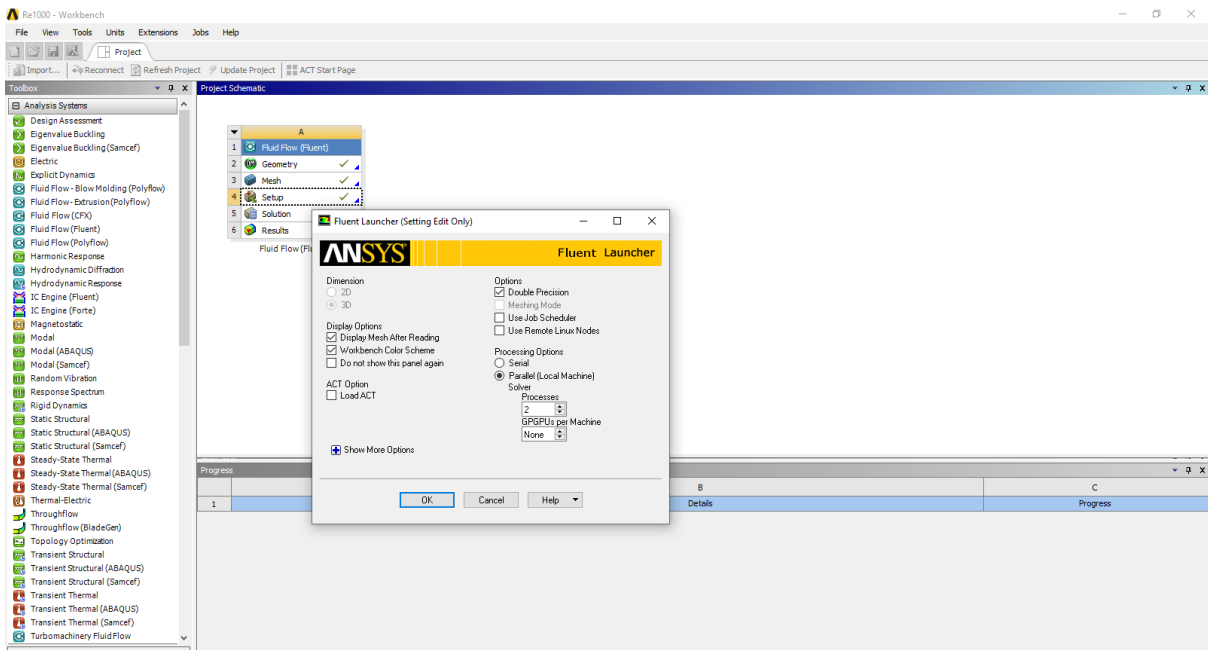 Re1000 - Workbench
File View Tools Units Extensions Jobs Help
Project
Import... Reconnect Refresh Project Update Project ACT Start Page
Toolbox
Analysis Systems
Design Assessment
Eigenvalue Buckling
Eigenvalue Buckling (Samcef)
Electric
Explicit Dynamics
Fluid Flow - Blow Molding (Polyflow)
Fluid Flow - Extrusion (Polyflow)
Fluid Flow (CFX)
Fluid Flow (Fluent)
Fluid Flow (Polyflow)
Harmonic Response
Hydrodynamic Diffraction
Hydrodynamic Response
IC Engine (Fluent)
IC Engine (Forte)
Magnetostatic
Modal
Modal (ABAQUS)
Modal (Samcef)
Random Vibration
Response Spectrum
Rigid Dynamics
Static Structural
Static Structural (ABAQUS)
Static Structural (Samcef)
Steady-State Thermal
Steady-State Thermal (ABAQUS)
Steady-State Thermal (Samcef)
Thermal-Electric
Throughflow
Throughflow (BladeGen)
Topology Optimization
Transient Structural
Transient Structural (ABAQUS)
Transient Structural (Samcef)
Transient Thermal
Transient Thermal (ABAQUS)
Transient Thermal (Samcef)
Turbomachinery Fluid Flow
Project Schematic
A
1 Fluid Flow (Fluent)
2 Geometry
3 Mesh
4 Setup
5 Solution
6 Results
Fluid Flow (Fl
Fluent Launcher (Setting Edit Only)
ANSYS Fluent Launcher
Dimension
2D
3D
Display Options
Display Mesh After Reading
Workbench Color Scheme
Do not show this panel again
ACT Option
Load ACT
Show More Options
Options
Double Precision
Meshing Mode
Use Job Scheduler
Use Remote Linux Nodes
Processing Options
Serial
Parallel (Local Machine)
Solver
Processes
2
GPGPUs per Machine
None
OK Cancel Help
Progress
B C
1 Details Progress